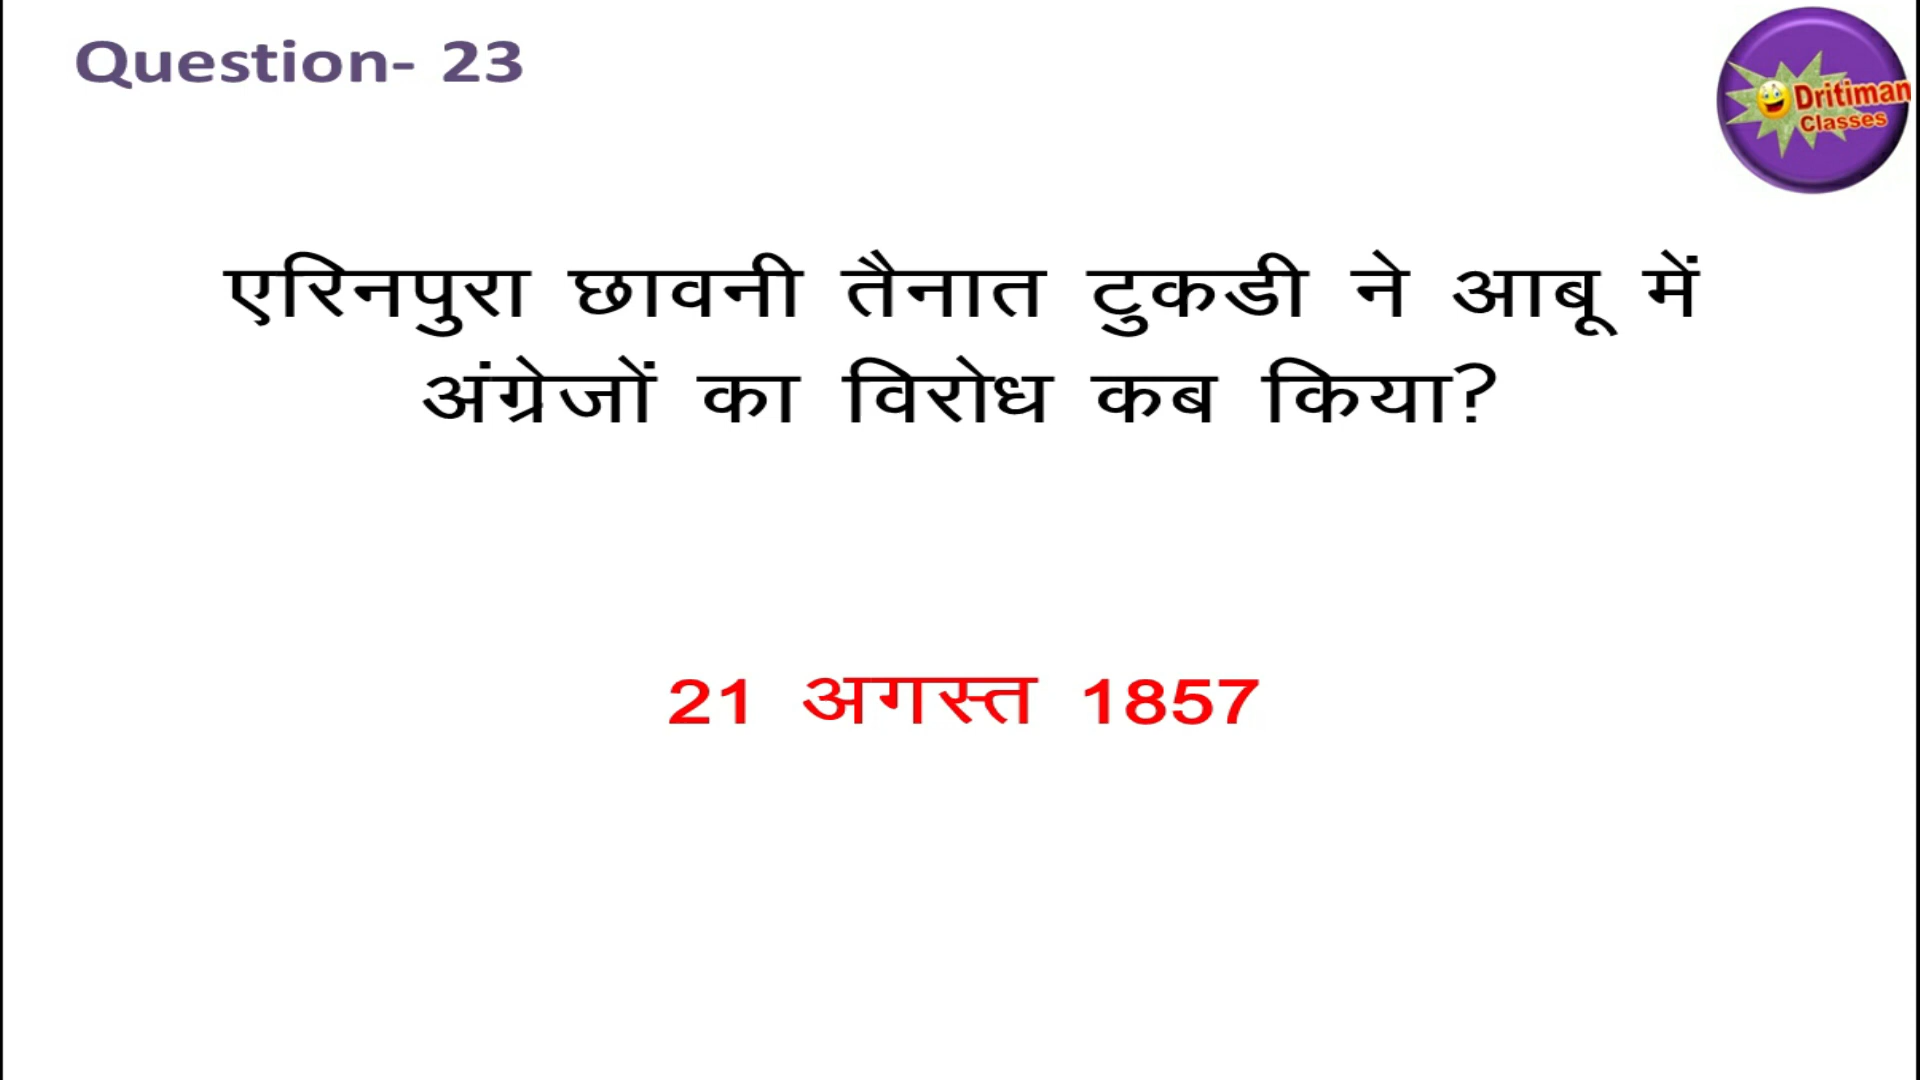 Question- 23
Dritiman
Classes
एरिनपुरा छावनी तैनात टुकडी ने आबू में
अंग्रेजों का विरोध कब किया?
21 अगस्त 1857